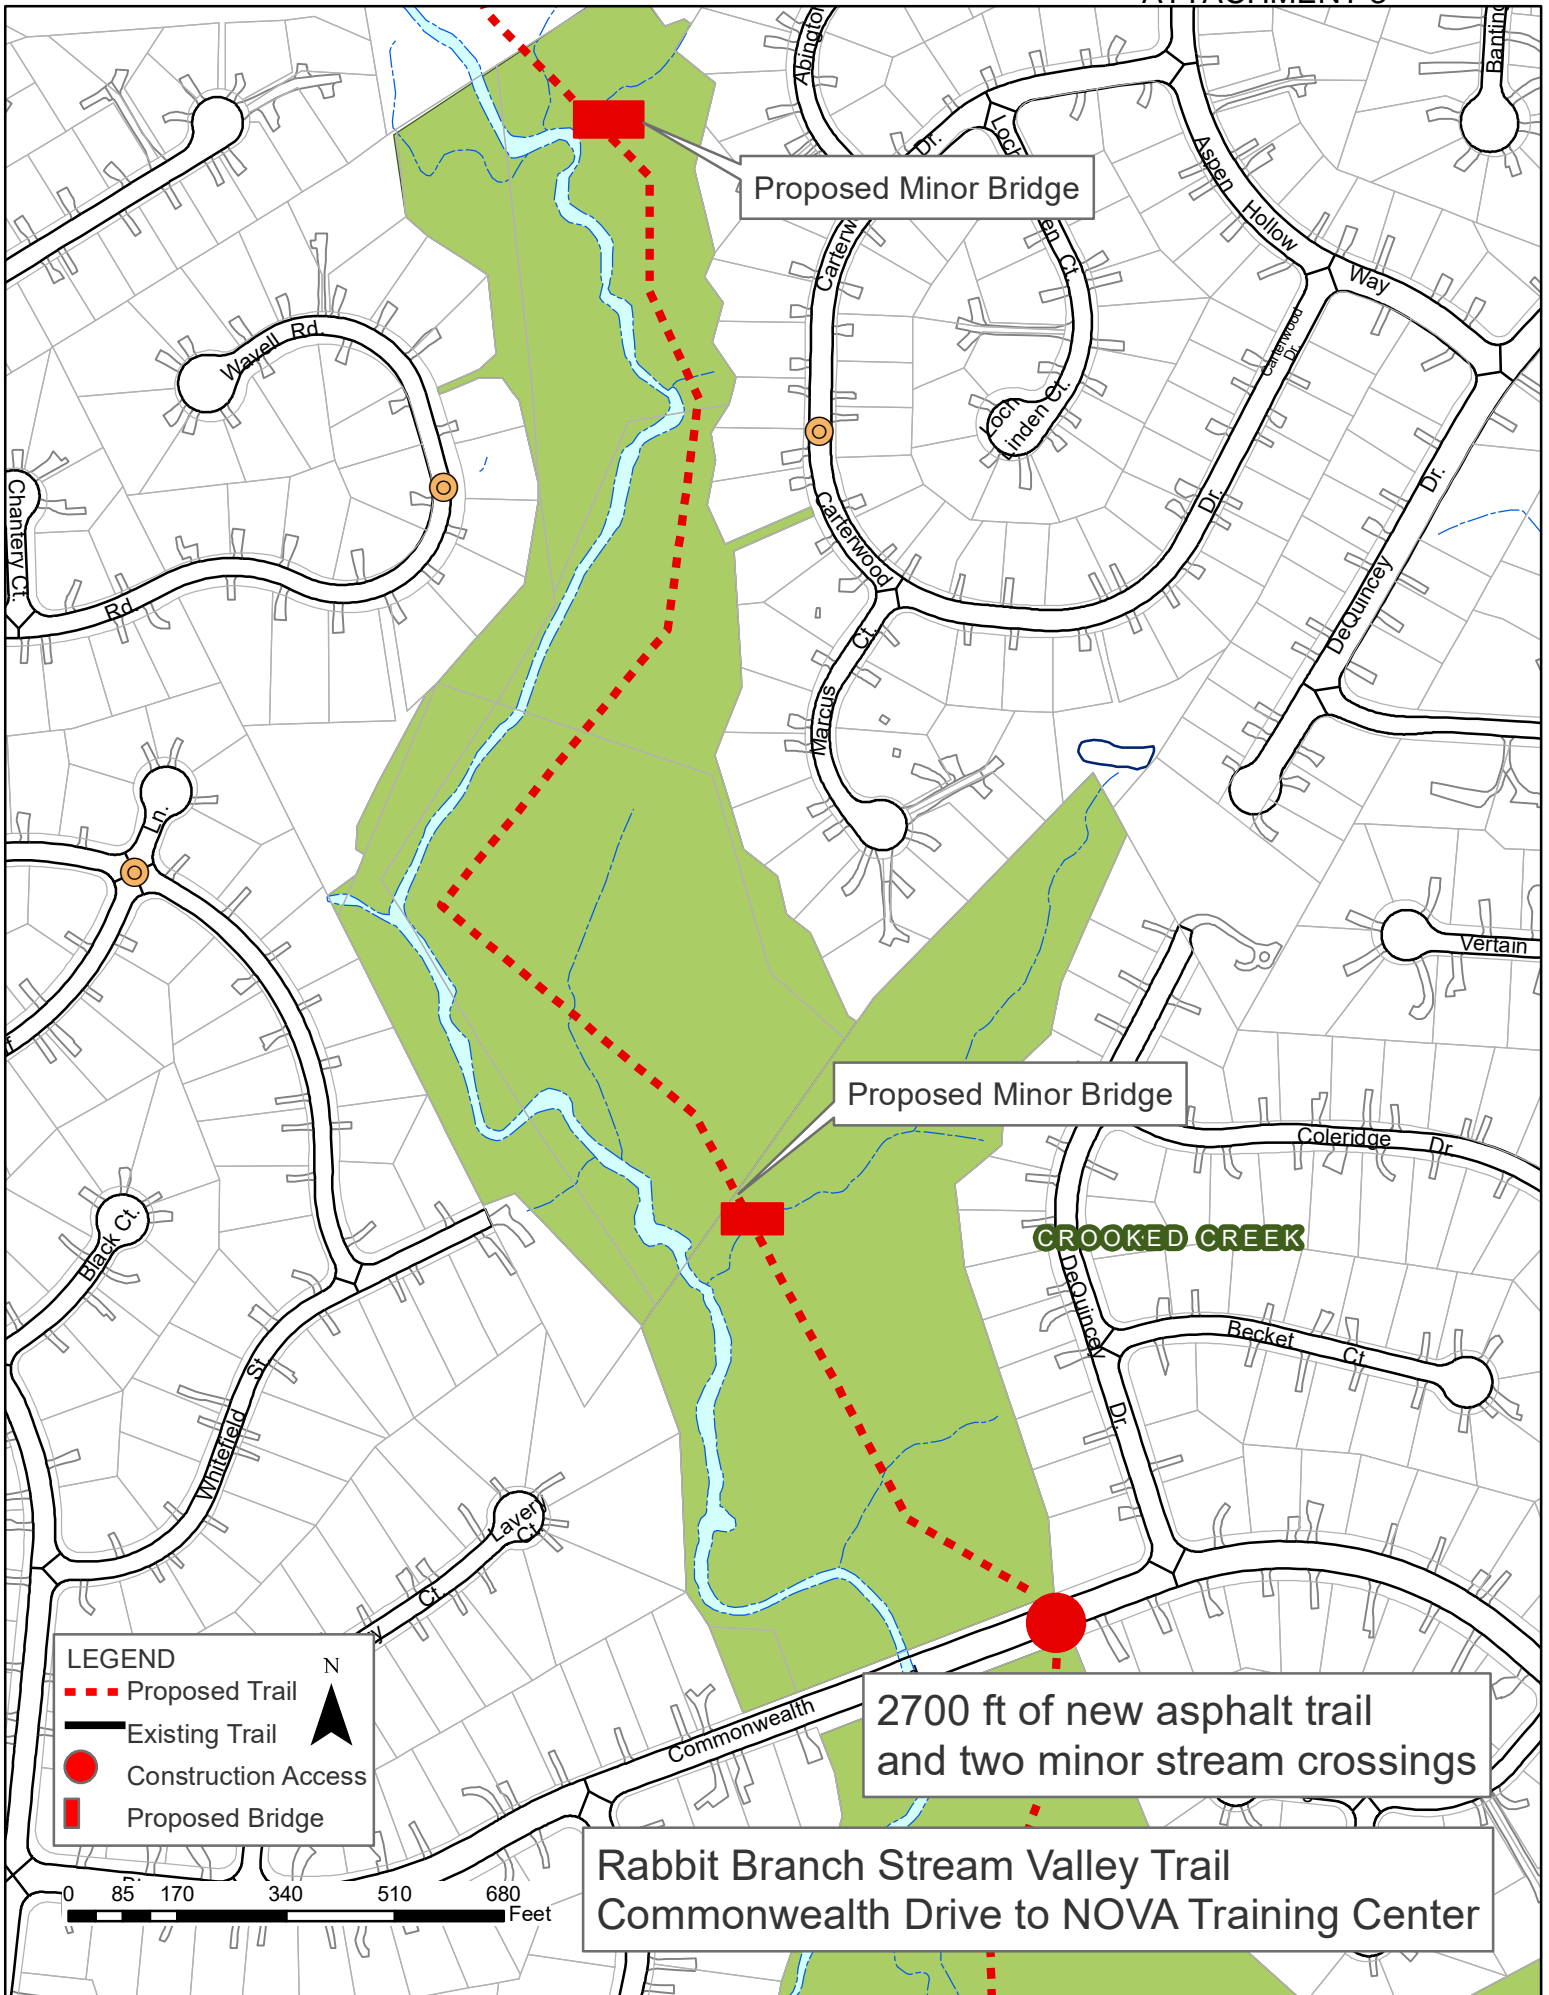 Abington
Banting
Dr.
Loch
Aspen
Proposed Minor Bridge
Hollow
Way
Ct.
Carterwood
Dr.
Wavell Rd.
Loch
Linden Ct.
Dr.
Dr.
Chantery Ct.
Carterwood
DeQuincey
Rd.
Ct.
Marcus
Ln.
Vertain
Proposed Minor Bridge
Coleridge Dr.
Black Ct.
CROOKED CREEK
DeQuincey
Becket Ct.
Dr.
St.
Whitefield
Lavery
Ct.
Ct.
LEGEND
N
Proposed Trail
Existing Trail
Construction Access
Proposed Bridge
Commonwealth
2700 ft of new asphalt trail
and two minor stream crossings
Rabbit Branch Stream Valley Trail
Commonwealth Drive to NOVA Training Center
0 85 170 340 510 680
Feet